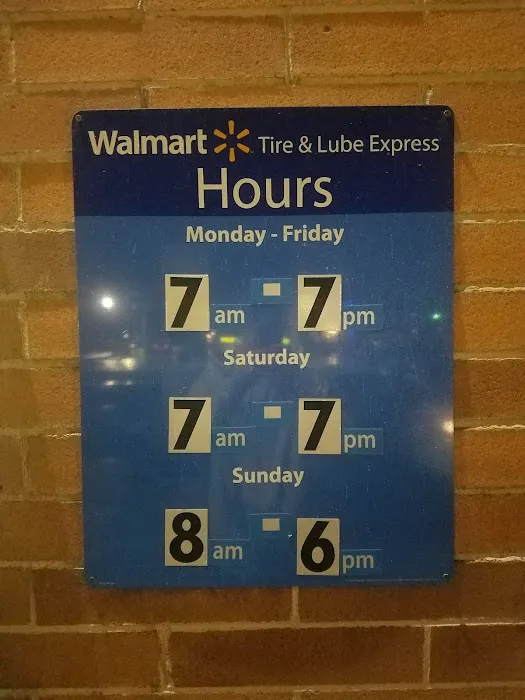 Walmart Tire & Lube Express
Hours
Monday - Friday
7 am - 7 pm
Saturday
7 am - 7 pm
Sunday
8 am - 6 pm